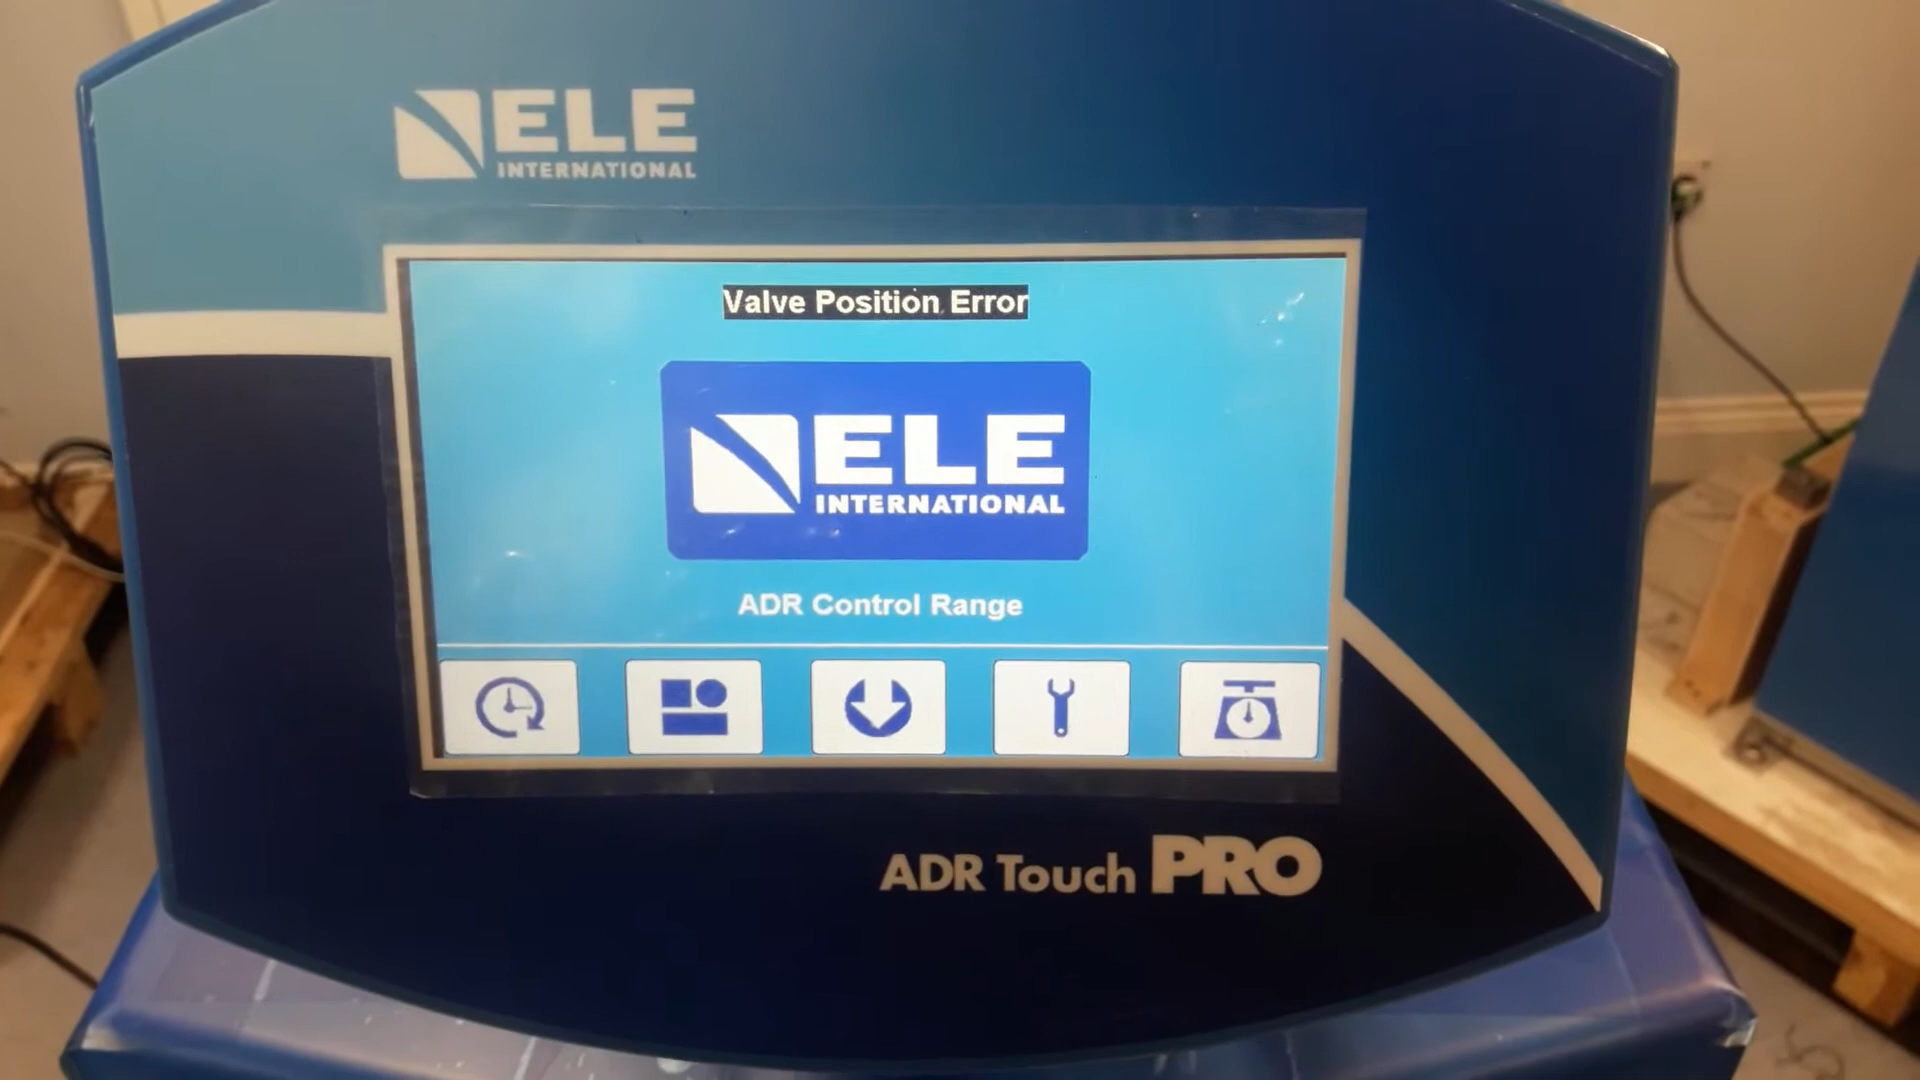 ELE
INTERNATIONAL
Valve Position Error
ELE
INTERNATIONAL
ADR Control Range
ADR Touch PRO